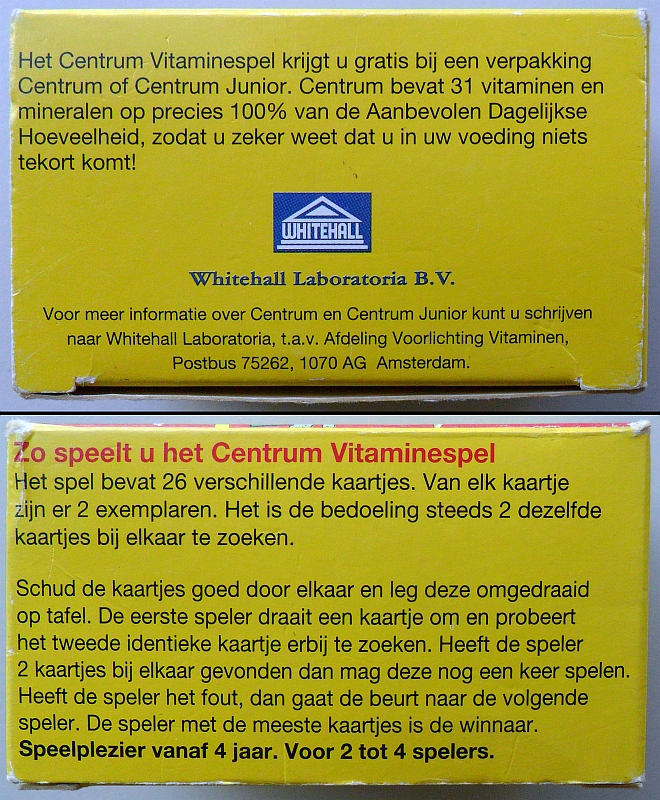 Het Centrum Vitaminespel krijgt u gratis bij een verpakking
Centrum of Centrum Junior. Centrum bevat 31 vitaminen en
mineralen op precies 100% van de Aanbevolen Dagelijkse
Hoeveelheid, zodat u zeker weet dat u in uw voeding niets
tekort komt!
WHITEHALL
Whitehall Laboratoria B.V.
Voor meer informatie over Centrum en Centrum Junior kunt u schrijven
naar Whitehall Laboratoria, t.a.v. Afdeling Voorlichting Vitaminen,
Postbus 75262, 1070 AG Amsterdam.
Zo speelt u het Centrum Vitaminespel
Het spel bevat 26 verschillende kaartjes. Van elk kaartje
zijn er 2 exemplaren. Het is de bedoeling steeds 2 dezelfde
kaartjes bij elkaar te zoeken.
Schud de kaartjes goed door elkaar en leg deze omgedraaid
op tafel. De eerste speler draait een kaartje om en probeert
het tweede identieke kaartje erbij te zoeken. Heeft de speler
2 kaartjes bij elkaar gevonden dan mag deze nog een keer spelen.
Heeft de speler het fout, dan gaat de beurt naar de volgende
speler. De speler met de meeste kaartjes is de winnaar.
Speelplezier vanaf 4 jaar. Voor 2 tot 4 spelers.